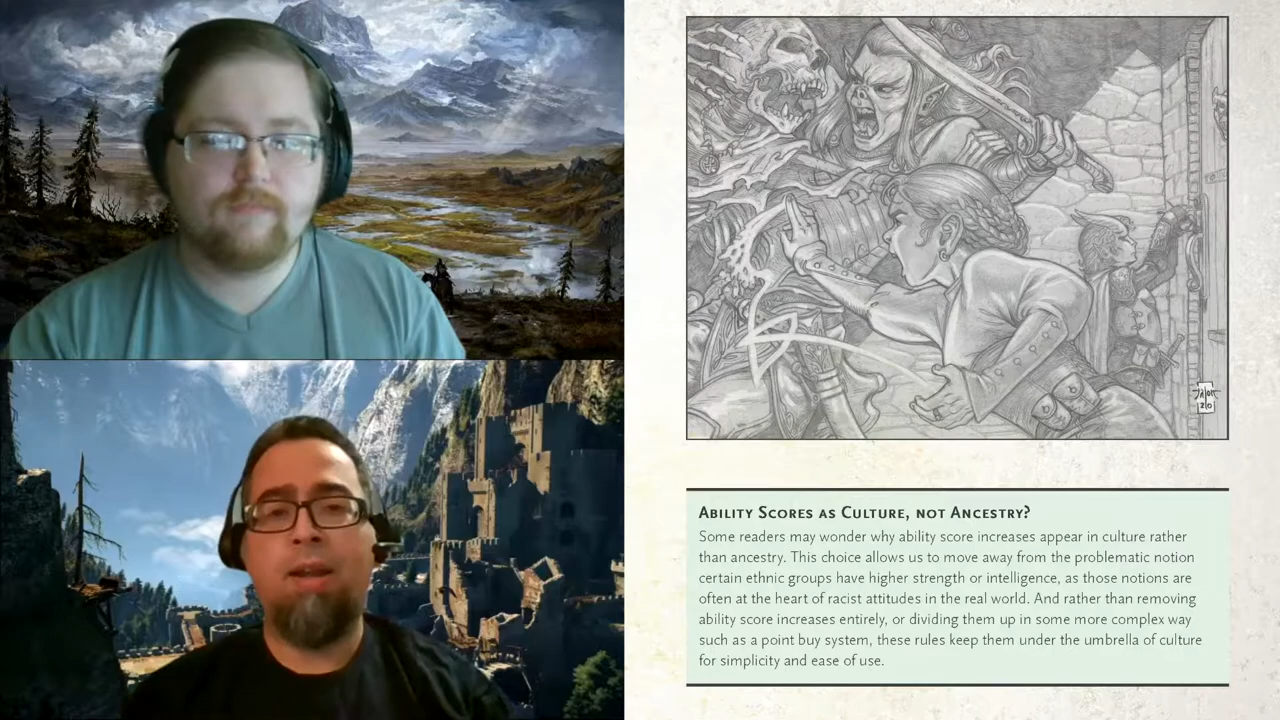 Jason
20
ABILITY SCORES AS CULTURE, NOT ANCESTRY?
Some readers may wonder why ability score increases appear in culture rather
than ancestry. This choice allows us to move away from the problematic notion
certain ethnic groups have higher strength or intelligence, as those notions are
often at the heart of racist attitudes in the real world. And rather than removing
ability score increases entirely, or dividing them up in some more complex way
such as a point buy system, these rules keep them under the umbrella of culture
for simplicity and ease of use.